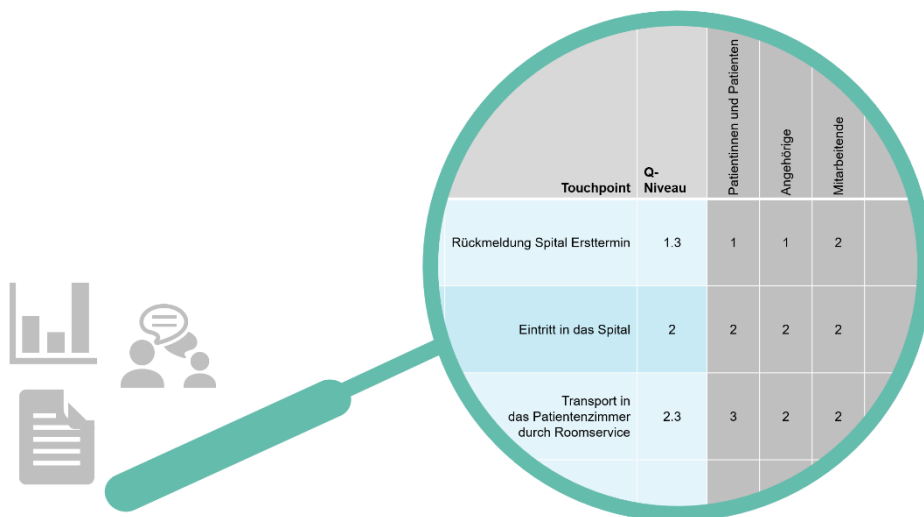 Touchpoint Q-Niveau Patientinnen und Patienten Angehörige Mitarbeitende
Rückmeldung Spital Ersttermin 1.3 1 1 2
Eintritt in das Spital 2 2 2 2
Transport in
das Patientenzimmer 2.3 3 2 2
durch Roomservice